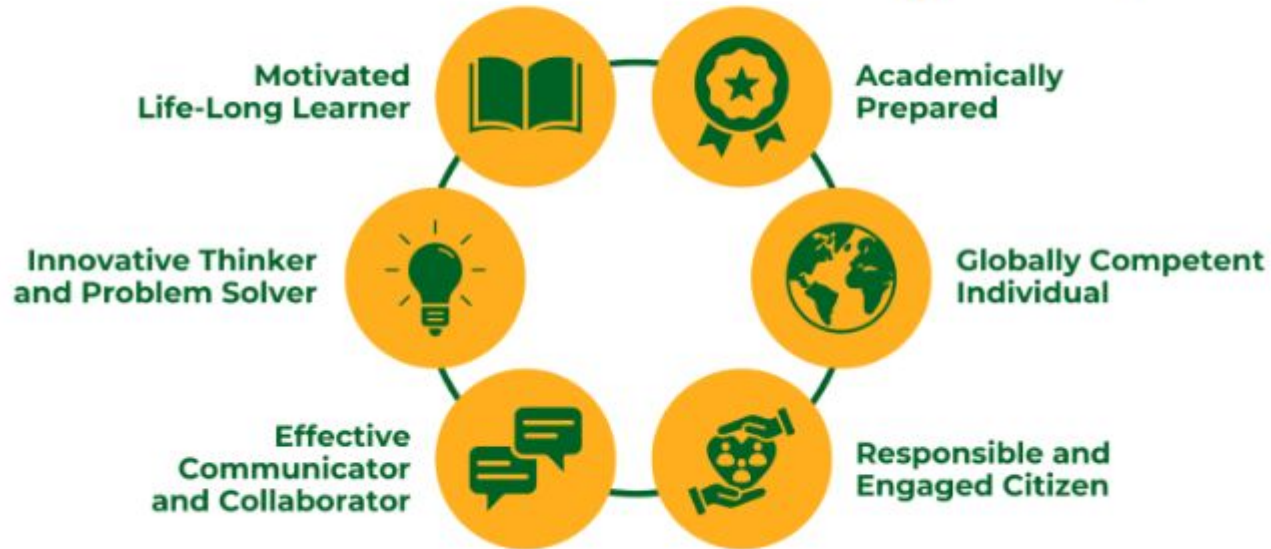 Motivated
Life-Long Learner
Academically
Prepared
Innovative Thinker
and Problem Solver
Globally Competent
Individual
Effective
Communicator
and Collaborator
Responsible and
Engaged Citizen